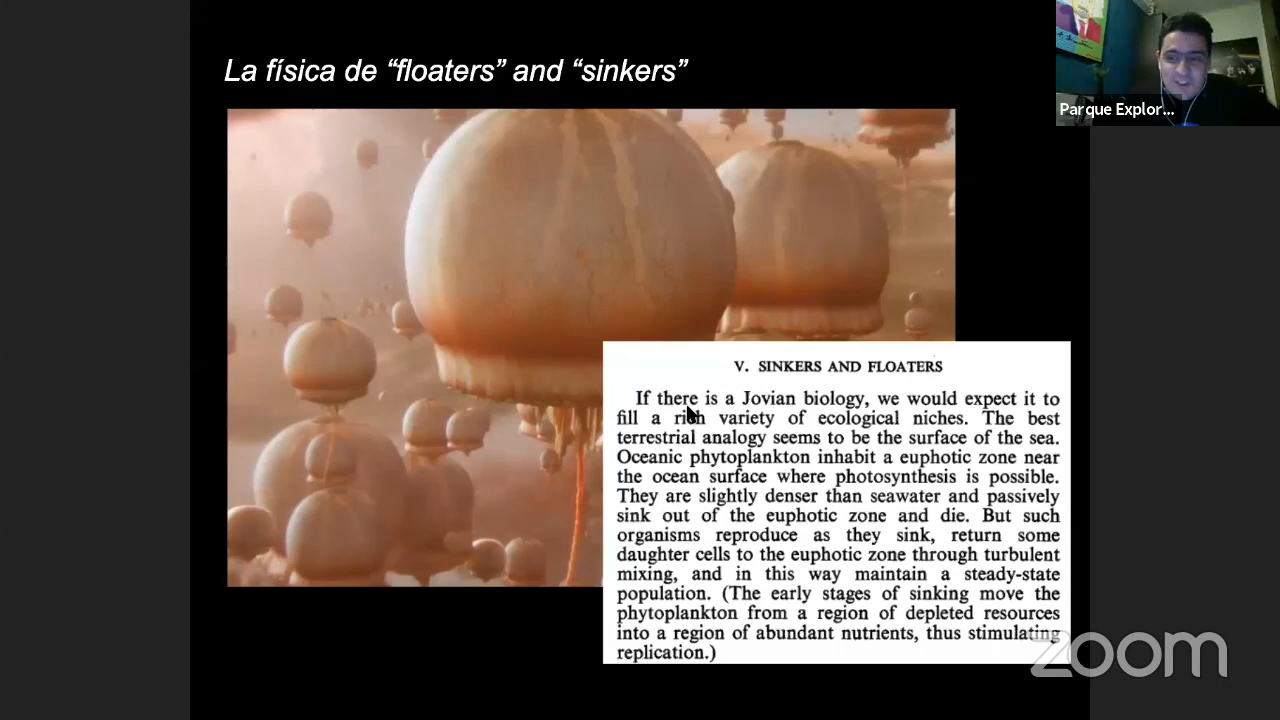 La física de “floaters” and “sinkers”
Parque Explor...
V. SINKERS AND FLOATERS
If there is a Jovian biology, we would expect it to
fill a rich variety of ecological niches. The best
terrestrial analogy seems to be the surface of the sea.
Oceanic phytoplankton inhabit a euphotic zone near
the ocean surface where photosynthesis is possible.
They are slightly denser than seawater and passively
sink out of the euphotic zone and die. But such
organisms reproduce as they sink, return some
daughter cells to the euphotic zone through turbulent
mixing, and in this way maintain a steady-state
population. (The early stages of sinking move the
phytoplankton from a region of depleted resources
into a region of abundant nutrients, thus stimulating
replication.)
zoom